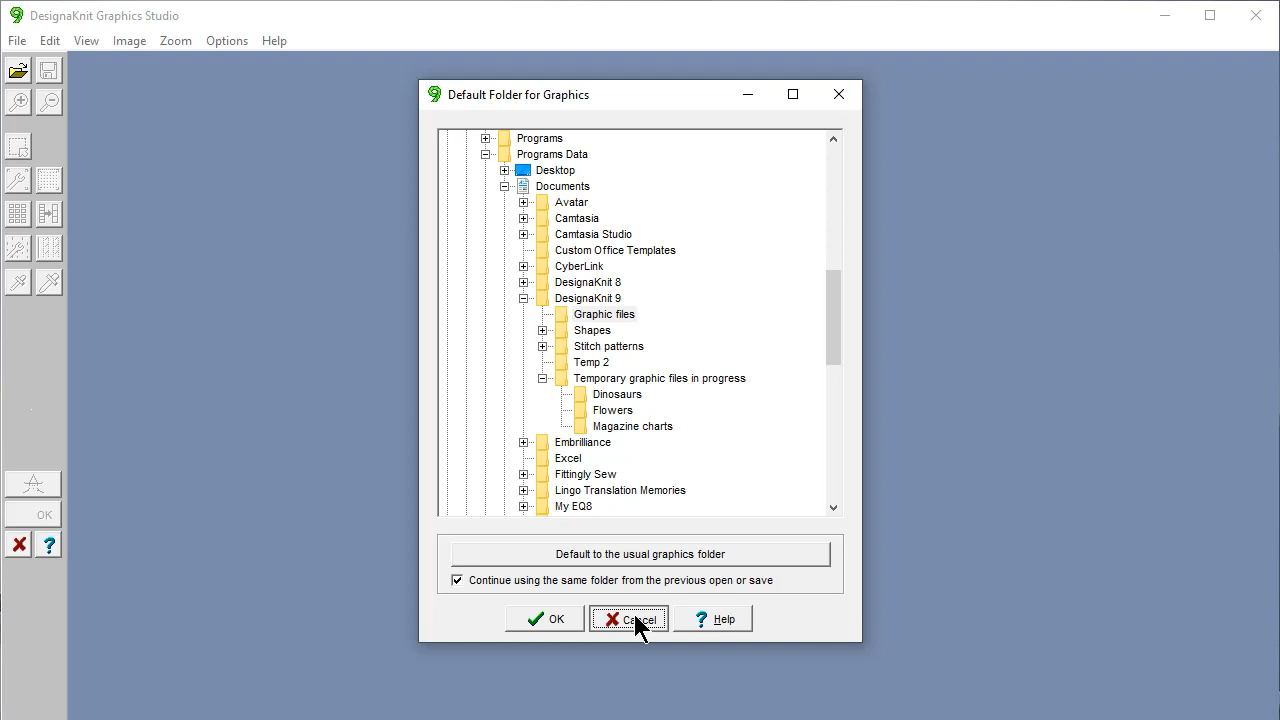 DesignaKnit Graphics Studio
File Edit View Image Zoom Options Help
Default Folder for Graphics
Programs
Programs Data
Desktop
Documents
Avatar
Camtasia
Camtasia Studio
Custom Office Templates
CyberLink
DesignaKnit 8
DesignaKnit 9
Graphic files
Shapes
Stitch patterns
Temp 2
Temporary graphic files in progress
Dinosaurs
Flowers
Magazine charts
Embrilliance
Excel
Fittingly Sew
Lingo Translation Memories
My EQ8
Default to the usual graphics folder
Continue using the same folder from the previous open or save
OK Cancel Help
OK